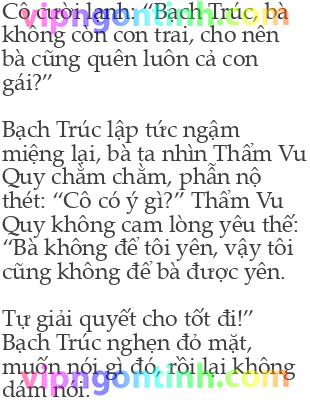 Cô cười lạnh: “Bạch Trúc, bà
không còn con trai, cho nên
bà cũng quên luôn cả con
gái?”
Bạch Trúc lập tức ngậm
miệng lại, bà ta nhìn Thẩm Vu
Quy chằm chằm, phẫn nộ
thét: “Cô có ý gì?” Thẩm Vu
Quy không cam lòng yêu thế:
“Bà không để tôi yên, vậy tôi
cũng không để bà được yên.
Tự giải quyết cho tốt đi!”
Bạch Trúc nghẹn đỏ mặt,
muốn nói gì đó, rồi lại không
dám nói.
vipngontinh.com
vipngontinh.com